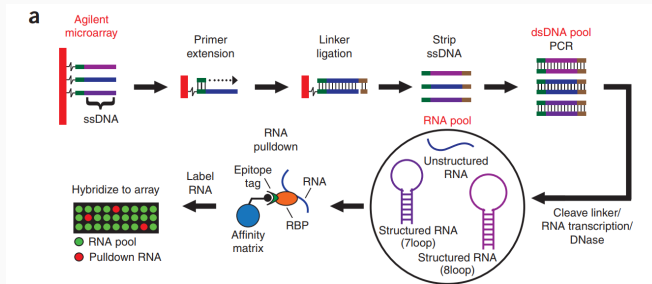 a
Agilent
microarray
ssDNA
Primer
extension
Linker
ligation
Strip
ssDNA
dsDNA pool
PCR
Cleave linker/
RNA transcription/
DNase
RNA pool
Unstructured
RNA
Structured RNA
(7loop)
Structured RNA
(8loop)
RNA
pulldown
Epitope
tag
RNA
RBP
Affinity
matrix
Label
RNA
Hybridize to array
RNA pool
Pulldown RNA